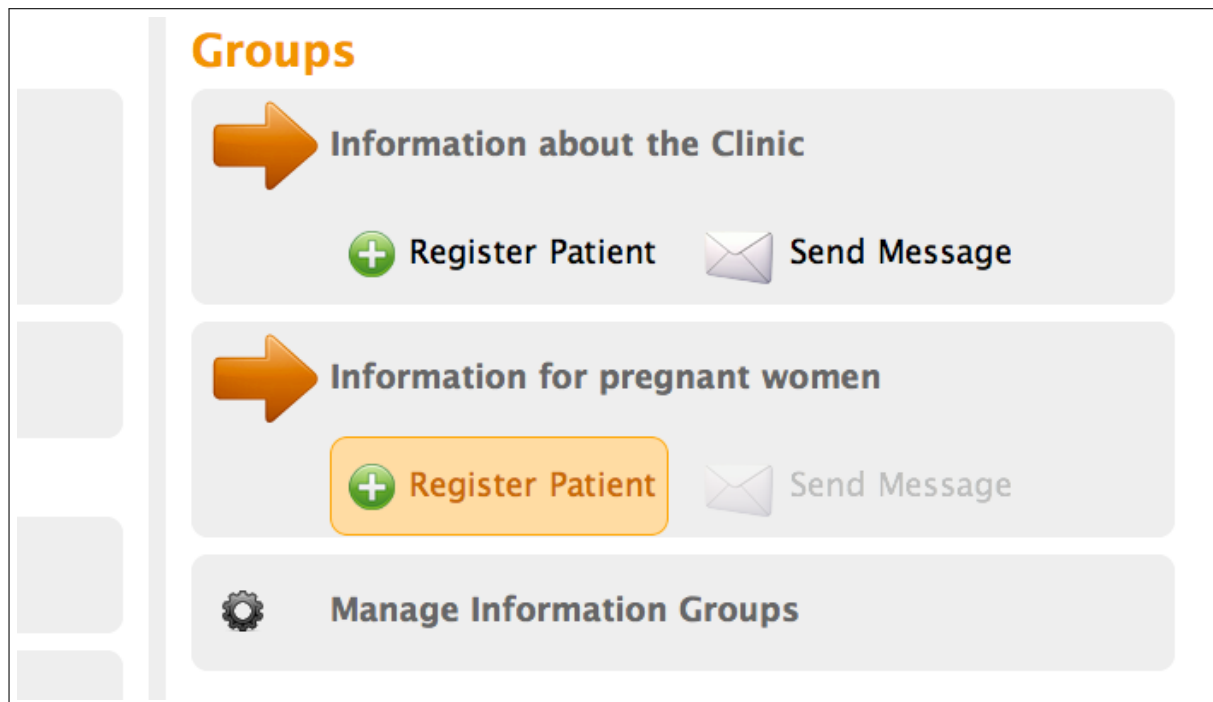 Groups
Information about the Clinic
Register Patient Send Message
Information for pregnant women
Register Patient Send Message
Manage Information Groups